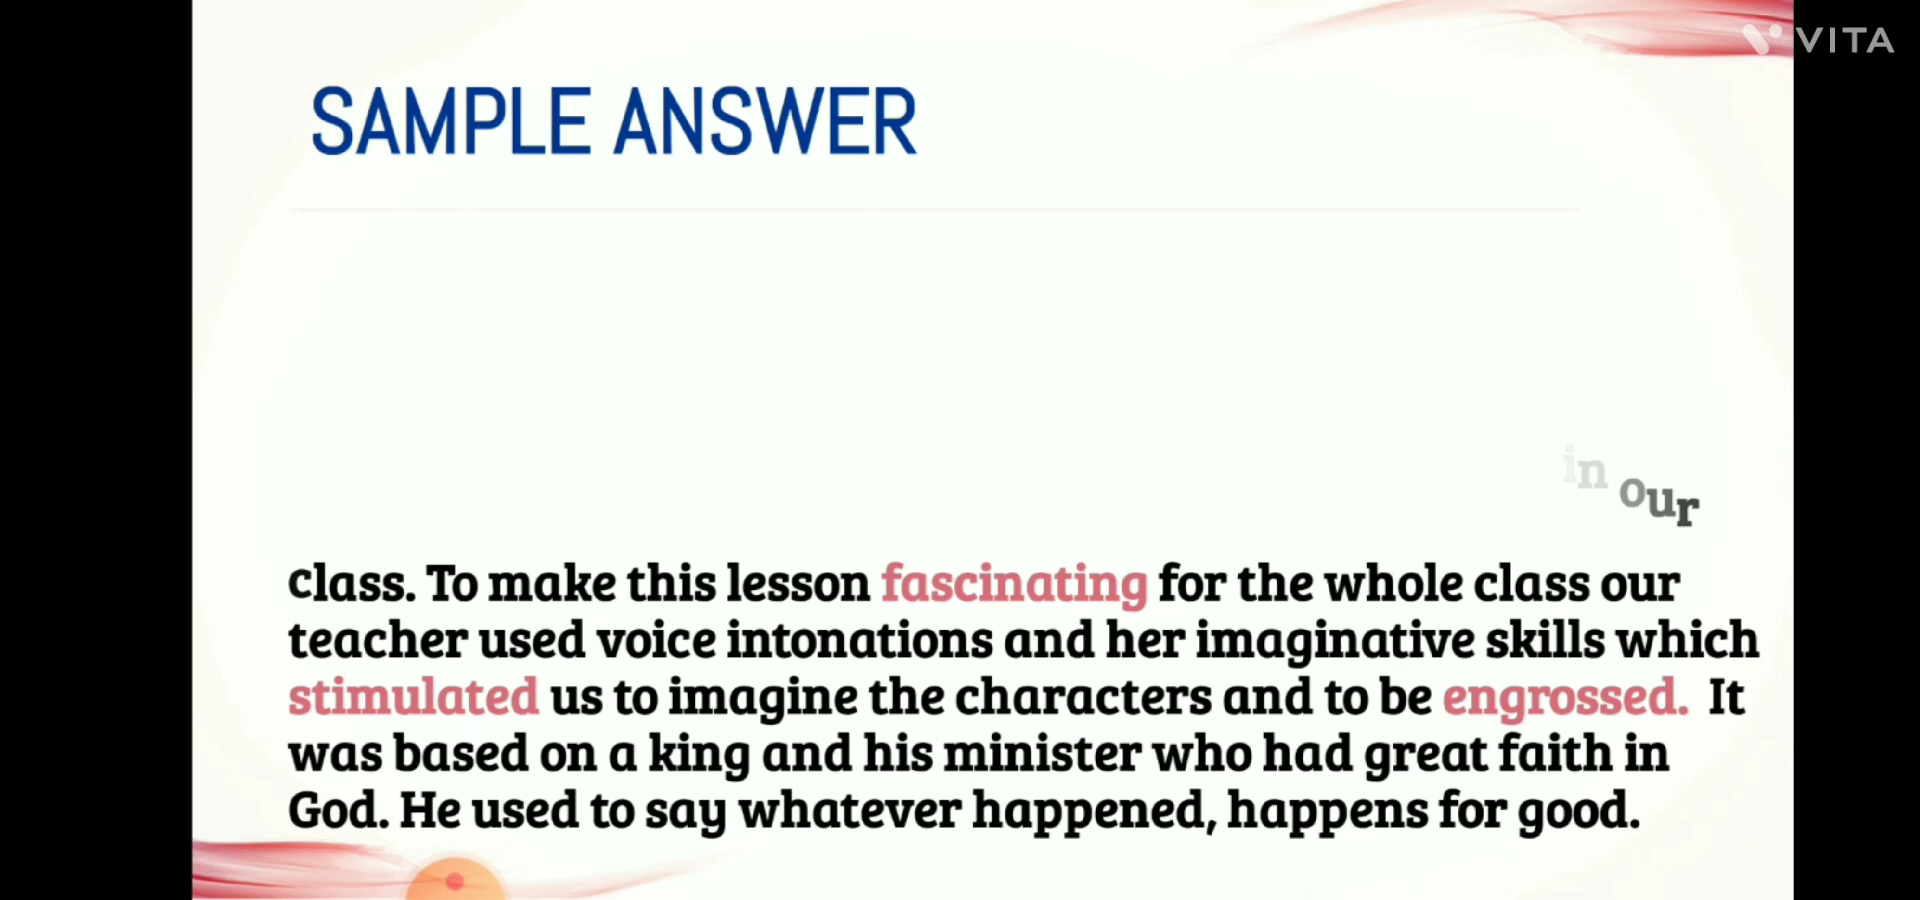 VITA
SAMPLE ANSWER
in our
class. To make this lesson fascinating for the whole class our
teacher used voice intonations and her imaginative skills which
stimulated us to imagine the characters and to be engrossed. It
was based on a king and his minister who had great faith in
God. He used to say whatever happened, happens for good.